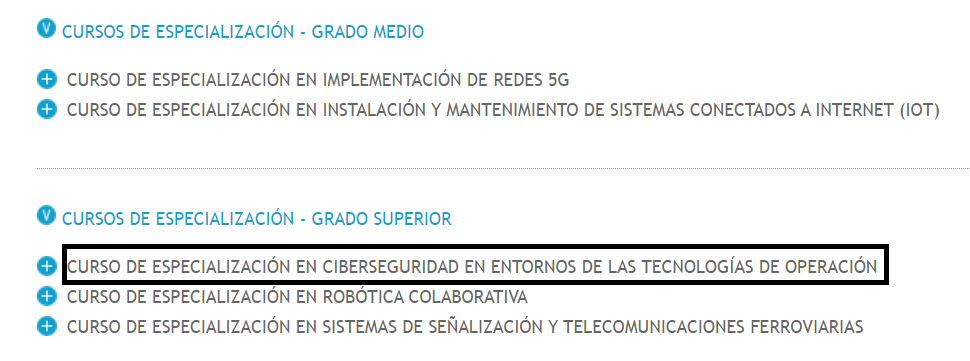 CURSOS DE ESPECIALIZACIÓN - GRADO MEDIO
CURSO DE ESPECIALIZACIÓN EN IMPLEMENTACIÓN DE REDES 5G
CURSO DE ESPECIALIZACIÓN EN INSTALACIÓN Y MANTENIMIENTO DE SISTEMAS CONECTADOS A INTERNET (IOT)
CURSOS DE ESPECIALIZACIÓN - GRADO SUPERIOR
CURSO DE ESPECIALIZACIÓN EN CIBERSEGURIDAD EN ENTORNOS DE LAS TECNOLOGÍAS DE OPERACIÓN
CURSO DE ESPECIALIZACIÓN EN ROBÓTICA COLABORATIVA
CURSO DE ESPECIALIZACIÓN EN SISTEMAS DE SEÑALIZACIÓN Y TELECOMUNICACIONES FERROVIARIAS